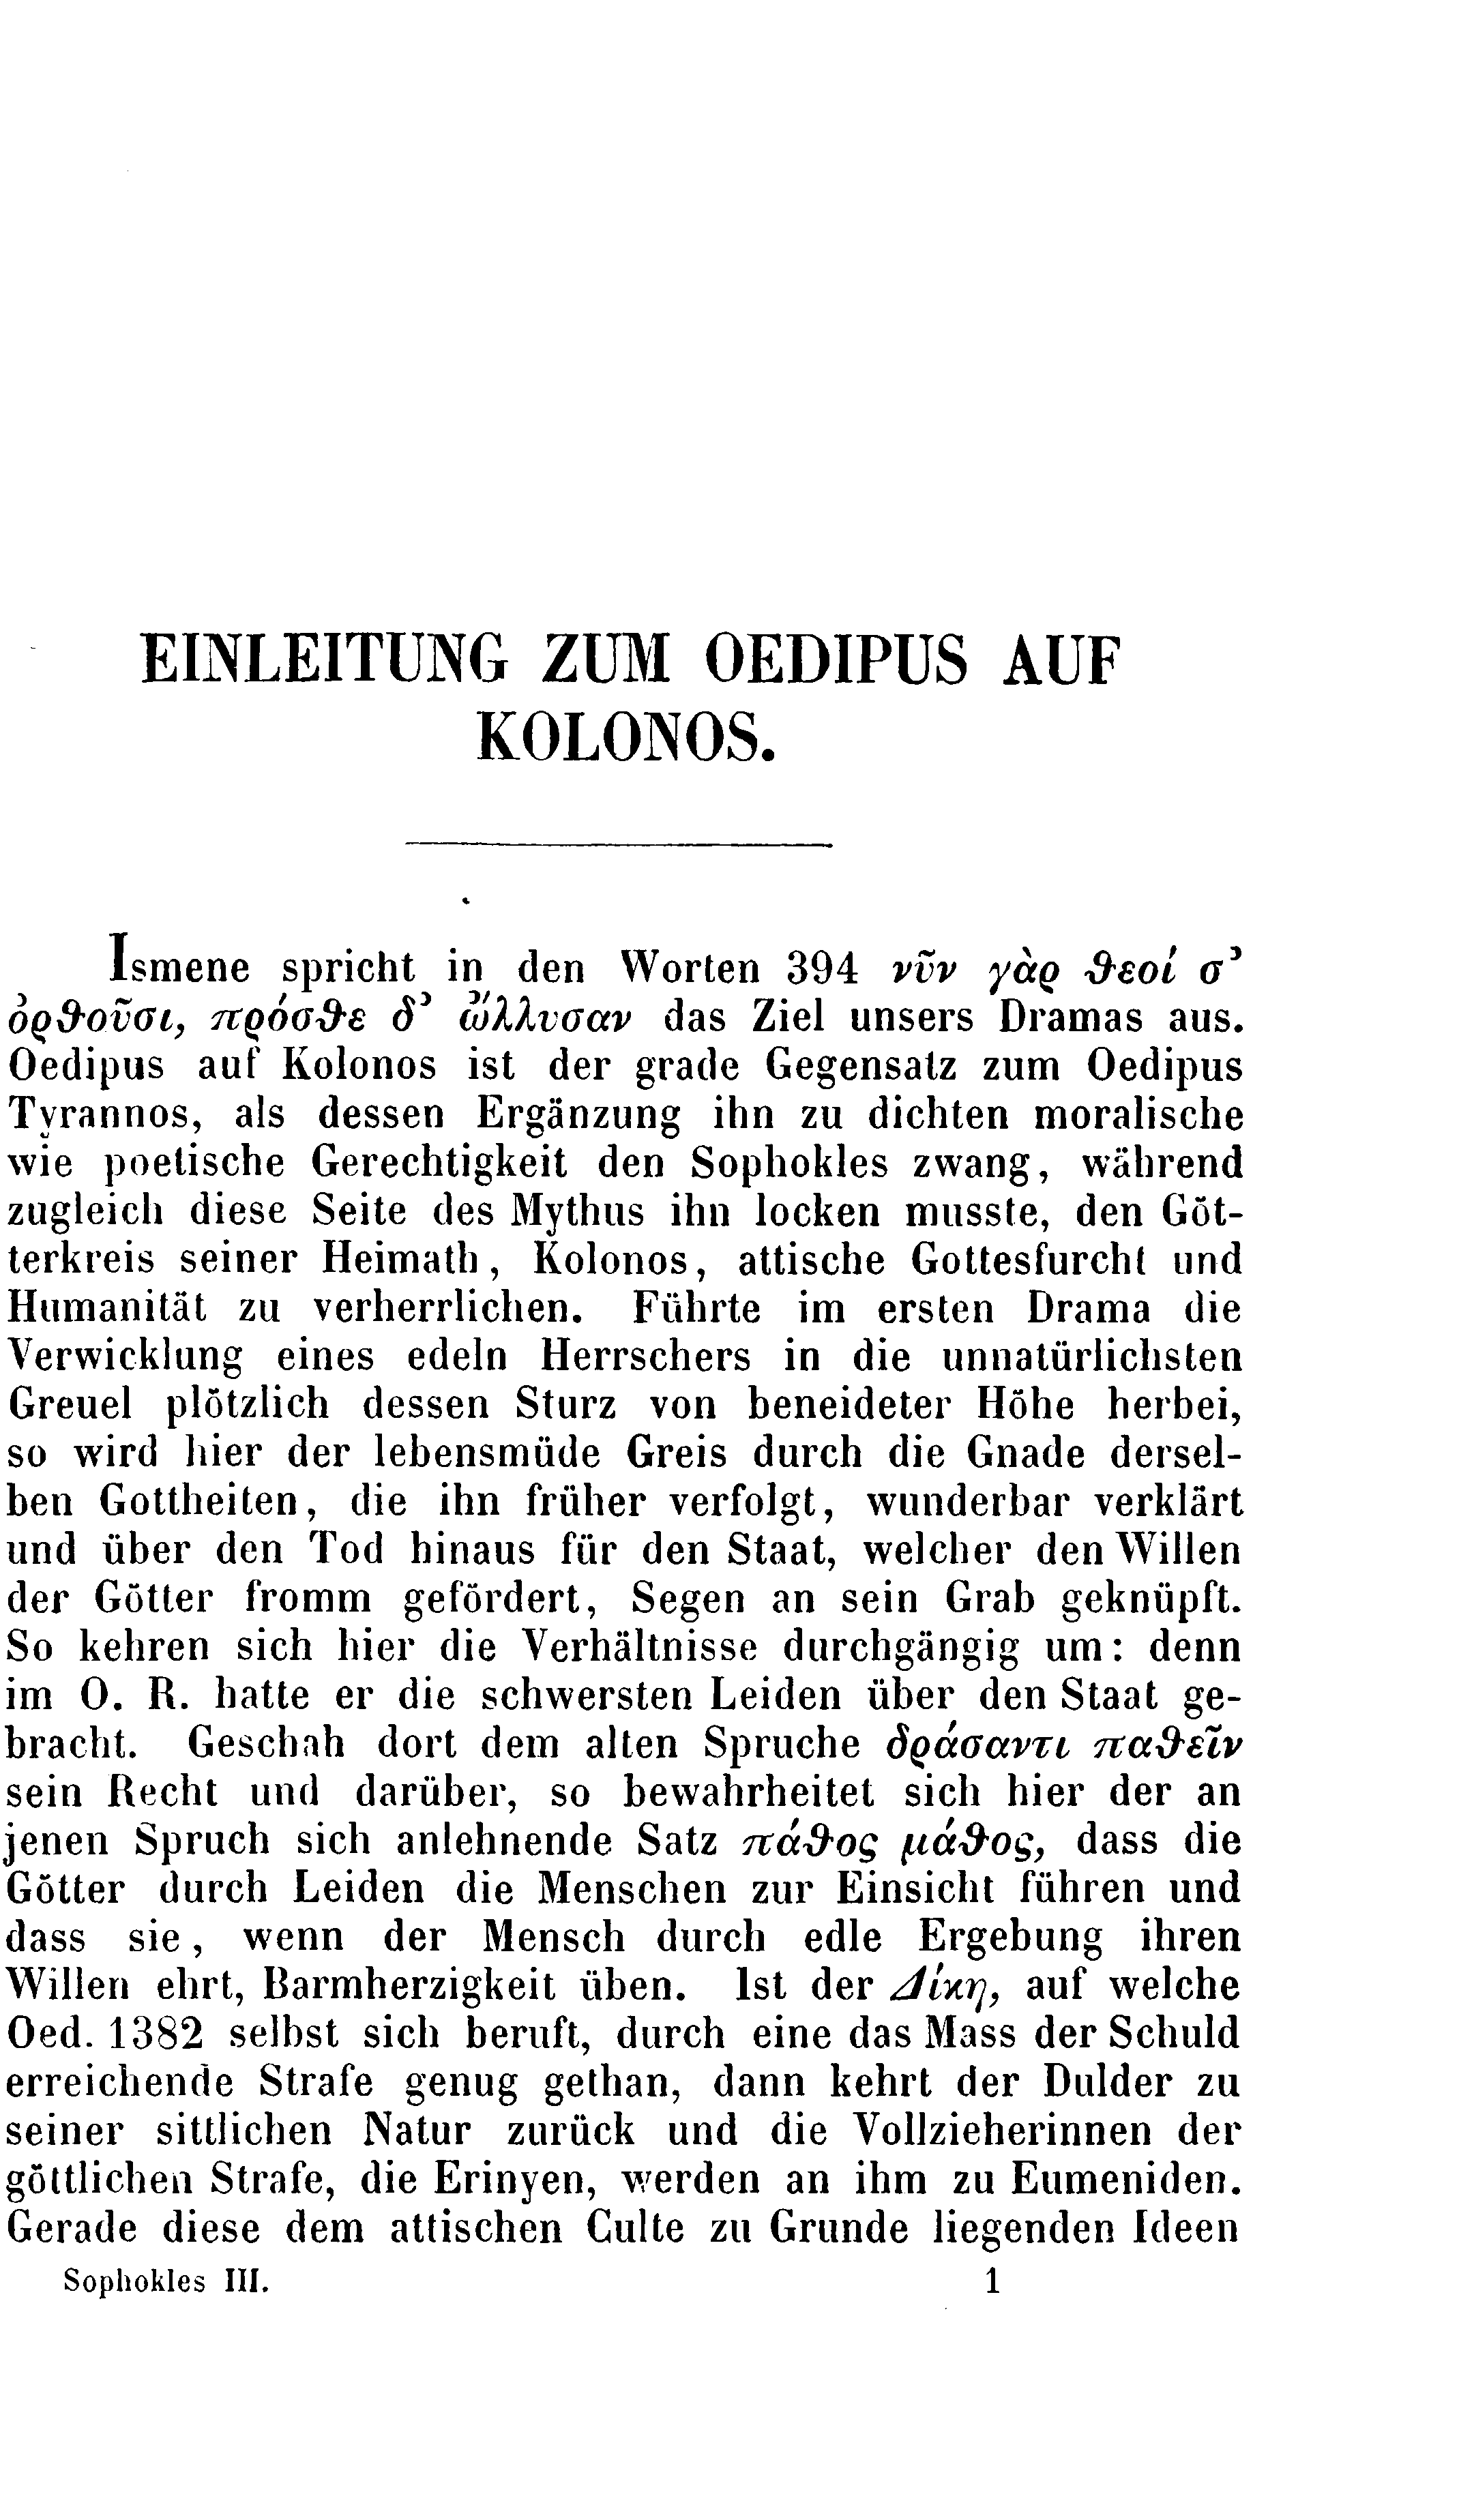 EINLEITUNG ZUM OEDIPUS AUF
KOLONOS.
Ismene spricht in den Worten 394 νῦν γὰρ θεοί σ’
ὀρθοῦσι, πρόσθε δ’ ὤλλυσαν das Ziel unsers Dramas aus.
Oedipus auf Kolonos ist der grade Gegensatz zum Oedipus
Tyrannos, als dessen Ergänzung ihn zu dichten moralische
wie poetische Gerechtigkeit den Sophokles zwang, während
zugleich diese Seite des Mythus ihn locken musste, den Göt-
terkreis seiner Heimath, Kolonos, attische Gottesfurcht und
Humanität zu verherrlichen. Führte im ersten Drama die
Verwicklung eines edeln Herrschers in die unnatürlichsten
Greuel plötzlich dessen Sturz von beneideter Höhe herbei,
so wird hier der lebensmüde Greis durch die Gnade dersel-
ben Gottheiten, die ihn früher verfolgt, wunderbar verklärt
und über den Tod hinaus für den Staat, welcher den Willen
der Götter fromm gefördert, Segen an sein Grab geknüpft.
So kehren sich hier die Verhältnisse durchgängig um: denn
im O. R. hatte er die schwersten Leiden über den Staat ge-
bracht. Geschah dort dem alten Spruche δράσαντι παθεῖν
sein Recht und darüber, so bewahrheitet sich hier der an
jenen Spruch sich anlehnende Satz πάθος μάθος, dass die
Götter durch Leiden die Menschen zur Einsicht führen und
dass sie, wenn der Mensch durch edle Ergebung ihren
Willen ehrt, Barmherzigkeit üben. Ist der Δίκη, auf welche
Oed. 1382 selbst sich beruft, durch eine das Mass der Schuld
erreichende Strafe genug gethan, dann kehrt der Dulder zu
seiner sittlichen Natur zurück und die Vollzieherinnen der
göttlichen Strafe, die Erinyen, werden an ihm zu Eumeniden.
Gerade diese dem attischen Culte zu Grunde liegenden Ideen
Sophokles III. 1